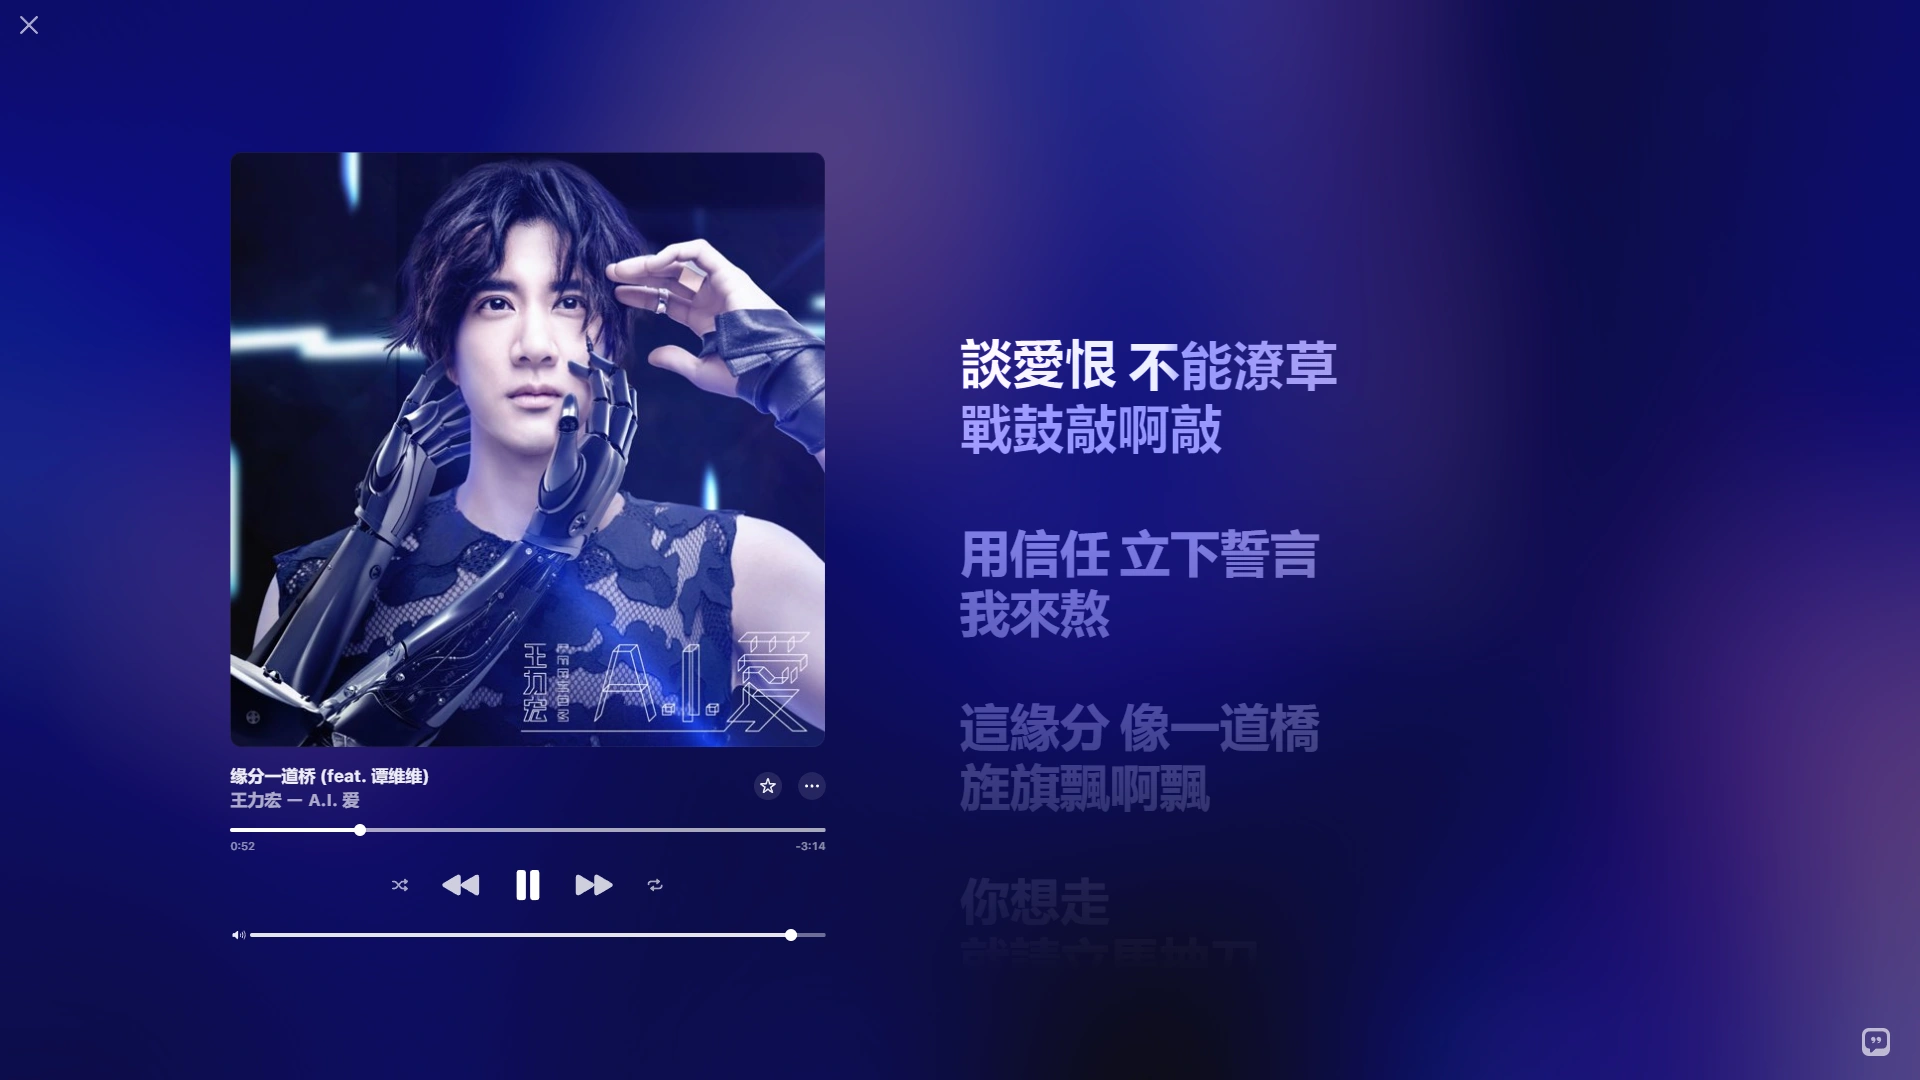 王力宏
A.I.愛
缘分一道桥 (feat. 谭维维)
王力宏 — A.I. 爱
0:52
-3:14
談愛恨 不能潦草
戰鼓敲啊敲
用信任 立下誓言
我來熬
這緣分 像一道橋
旌旗飄啊飄
你想走